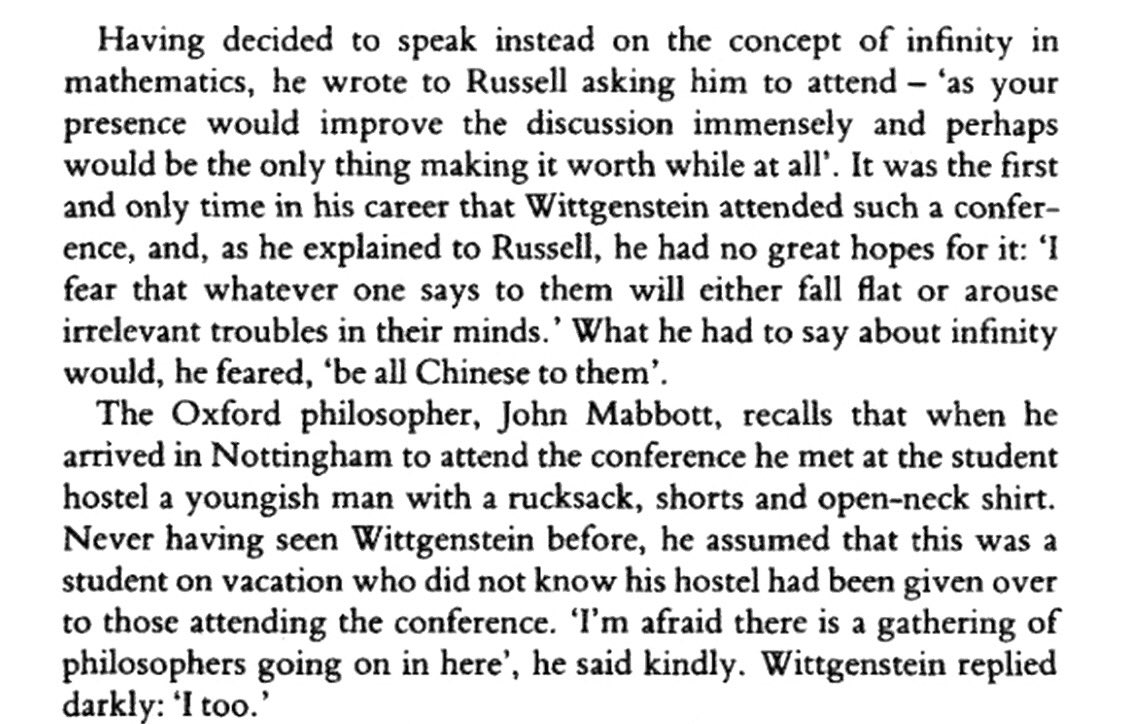 Having decided to speak instead on the concept of infinity in
mathematics, he wrote to Russell asking him to attend – ‘as your
presence would improve the discussion immensely and perhaps
would be the only thing making it worth while at all’. It was the first
and only time in his career that Wittgenstein attended such a confer-
ence, and, as he explained to Russell, he had no great hopes for it: ‘I
fear that whatever one says to them will either fall flat or arouse
irrelevant troubles in their minds.’ What he had to say about infinity
would, he feared, ‘be all Chinese to them’.
The Oxford philosopher, John Mabbott, recalls that when he
arrived in Nottingham to attend the conference he met at the student
hostel a youngish man with a rucksack, shorts and open-neck shirt.
Never having seen Wittgenstein before, he assumed that this was a
student on vacation who did not know his hostel had been given over
to those attending the conference. ‘I’m afraid there is a gathering of
philosophers going on in here’, he said kindly. Wittgenstein replied
darkly: ‘I too.’